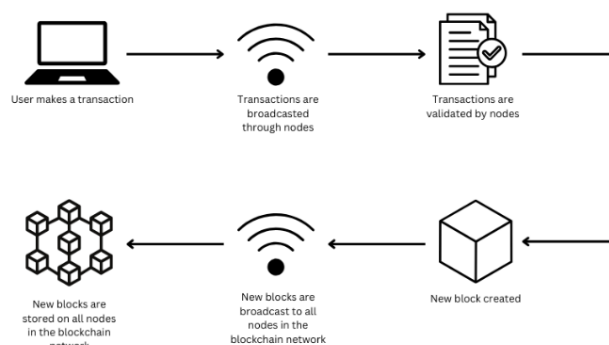 User makes a transaction
Transactions are
broadcasted
through nodes
Transactions are
validated by nodes
New blocks are
stored on all nodes
in the blockchain
network
New blocks are
broadcast to all
nodes in the
blockchain network
New block created